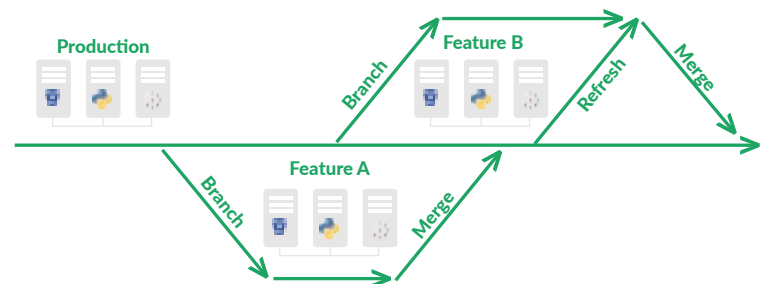 Production
Feature B
Branch
Refresh
Merge
Feature A
Branch
Merge